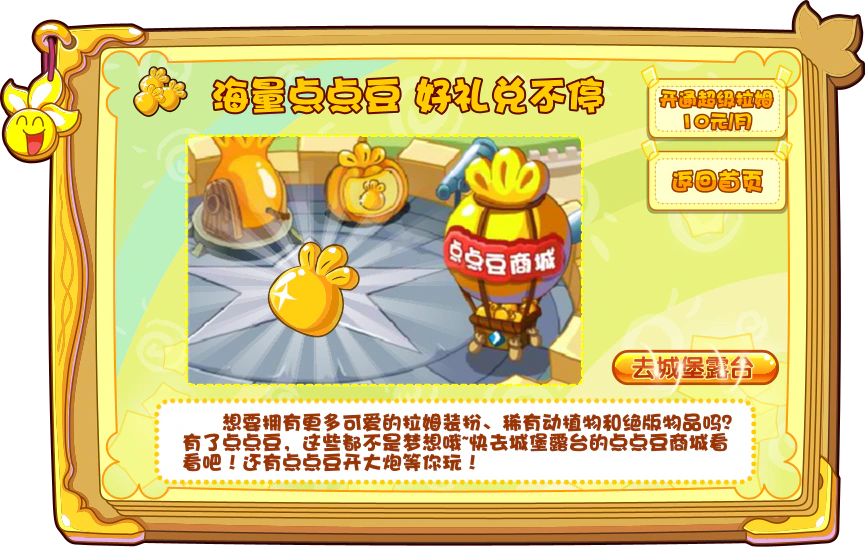 海量点点豆 好礼兑不停
开通超级拉姆
10元/月
返回首页
点点豆商城
去城堡露台
想要拥有更多可爱的拉姆装扮、稀有动植物和绝版物品吗？
有了点点豆，这些都不是梦想哦~快去城堡露台的点点豆商城看
看吧！还有点点豆开大炮等你玩！